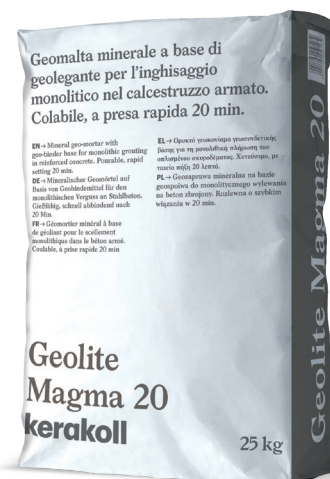 Geomalta minerale a base di
geolegante per l'inghisaggio
monolitico nel calcestruzzo armato.
Colabile, a presa rapida 20 min.
EN → Mineral geo-mortar with
geo-binder base for monolithic grouting
in reinforced concrete. Pourable, rapid
setting 20 min.
DE → Mineralischer Geomörtel auf
Basis von Geobindemittel für den
monolithischen Verguss an Stahlbeton.
Gießfähig, schnell abbindend nach
20 Min.
FR → Géomortier minéral à base
de géoliant pour le scellement
monolithique dans le béton armé.
Coulable, à prise rapide 20 min
EL → Ορυκτό γεωκονίαμα γεωσυνδετικής
βάσης για τη μονολιθική πλήρωση του
οπλισμένου σκυροδέματος. Χυτεύσιμο, με
ταχεία πήξη 20 λεπτά.
PL → Geozaprawa mineralna na bazie
geospoiwa do monolitycznego wylewania
na beton zbrojony. Rozlewna o szybkim
wiązaniu w 20 min.
Geolite
Magma 20
kerakoll
25 kg
Geolite Magma 20